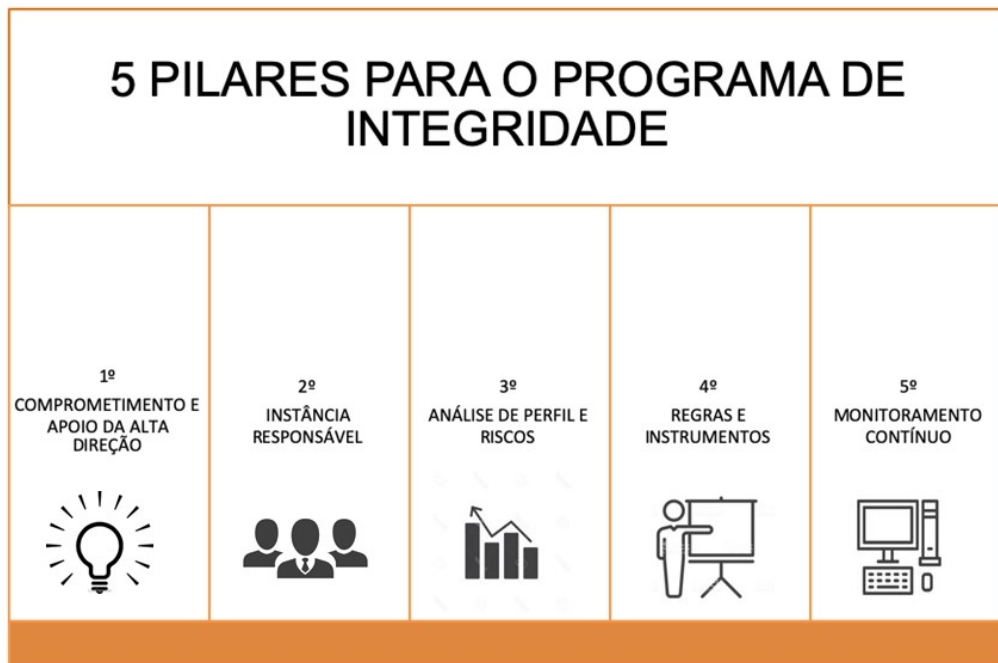 5 PILARES PARA O PROGRAMA DE
INTEGRIDADE
1º
COMPROMETIMENTO E
APOIO DA ALTA
DIREÇÃO
2º
INSTÂNCIA
RESPONSÁVEL
3º
ANÁLISE DE PERFIL E
RISCOS
4º
REGRAS E
INSTRUMENTOS
5º
MONITORAMENTO
CONTÍNUO